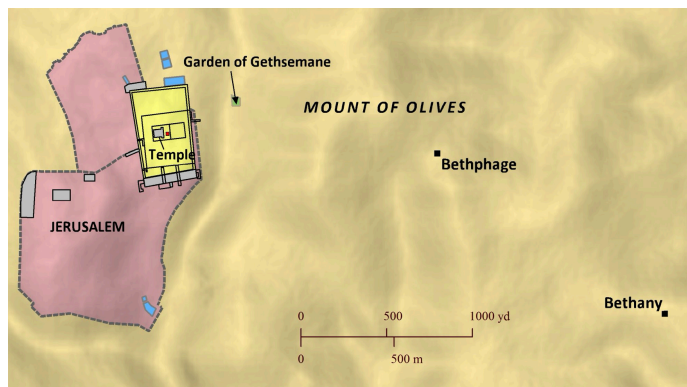 Garden of Gethsemane
MOUNT OF OLIVES
Temple
Bethphage
JERUSALEM
Bethany
0 500 1000 yd
0 500 m